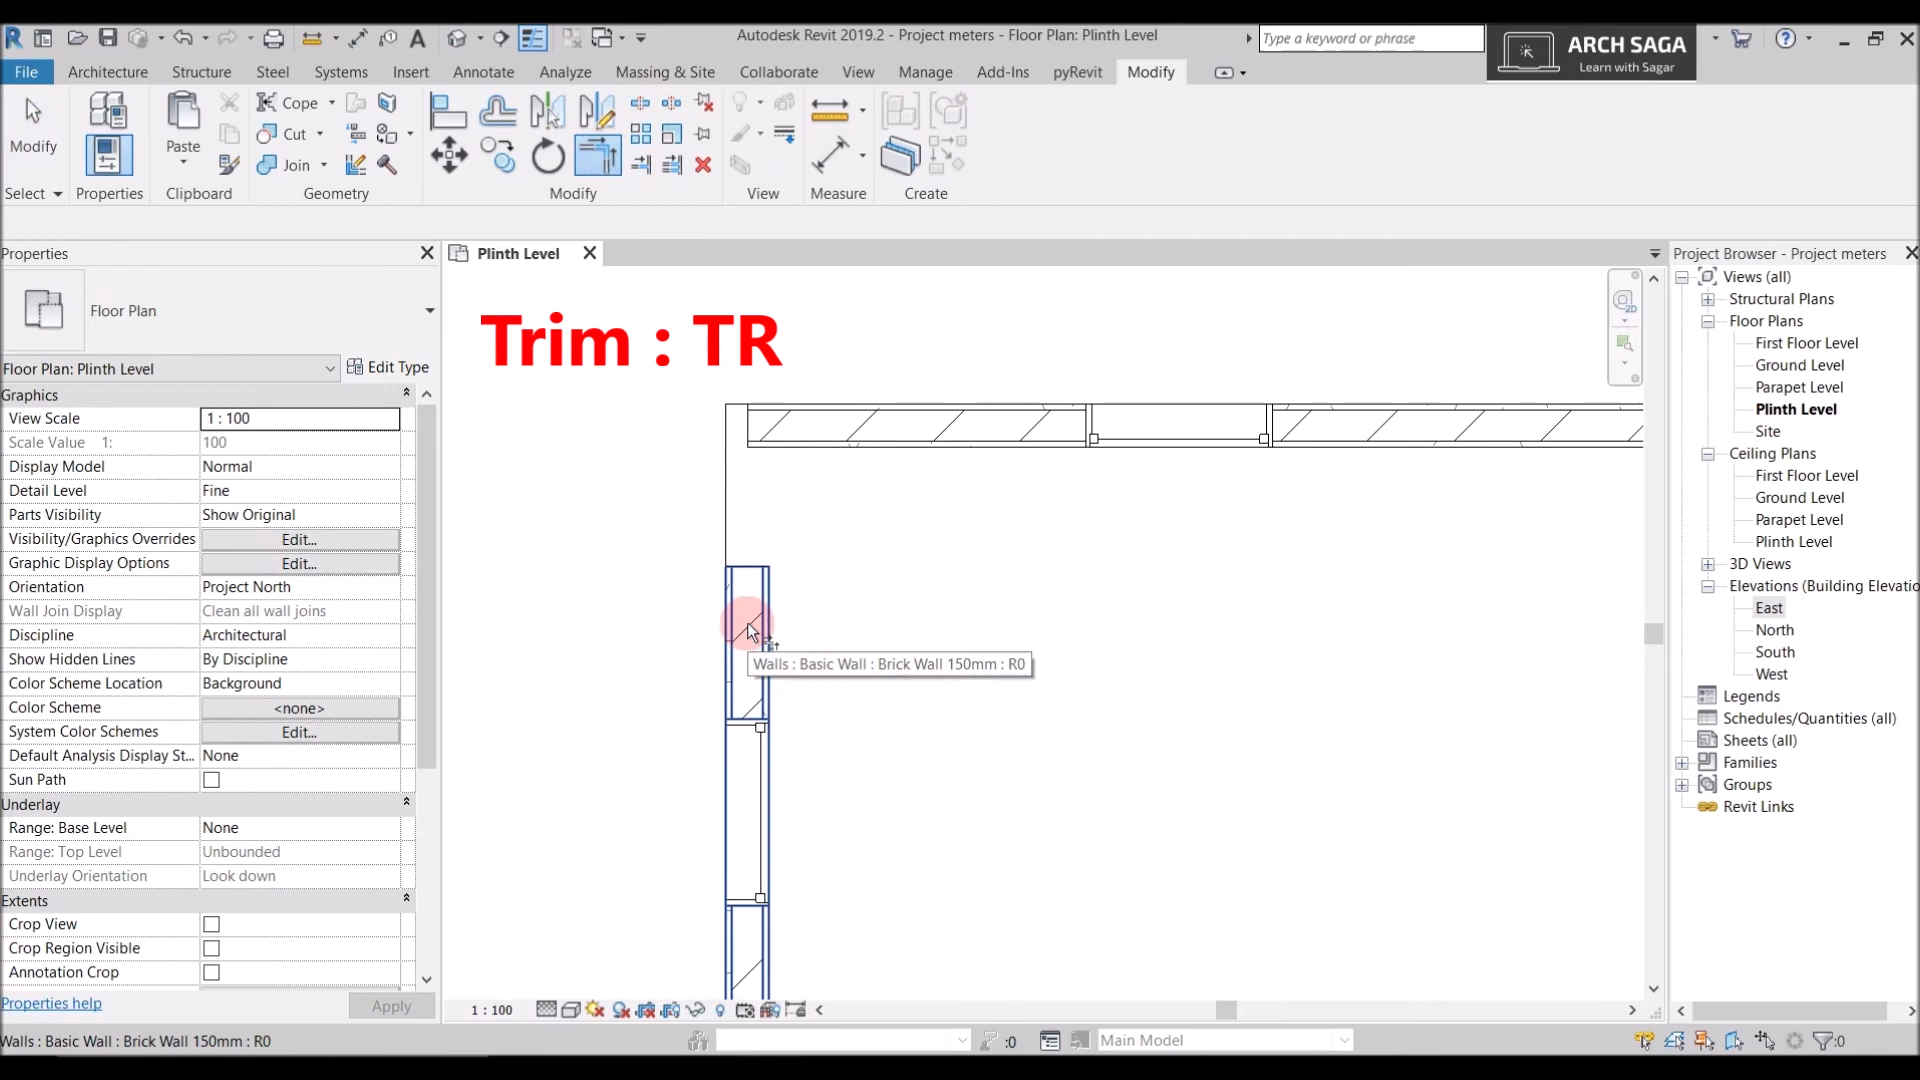 Autodesk Revit 2019.2 - Project meters - Floor Plan: Plinth Level
Type a keyword or phrase
ARCH SAGA
Learn with Sagar
File Architecture Structure Steel Systems Insert Annotate Analyze Massing & Site Collaborate View Manage Add-Ins pyRevit Modify
Modify
Paste
Cope
Cut
Join
Select Properties Clipboard Geometry Modify View Measure Create
Properties
Floor Plan
Floor Plan: Plinth Level
Edit Type
Graphics
View Scale 1 : 100
Scale Value 1: 100
Display Model Normal
Detail Level Fine
Parts Visibility Show Original
Visibility/Graphics Overrides Edit...
Graphic Display Options Edit...
Orientation Project North
Wall Join Display Clean all wall joins
Discipline Architectural
Show Hidden Lines By Discipline
Color Scheme Location Background
Color Scheme <none>
System Color Schemes Edit...
Default Analysis Display St... None
Sun Path
Underlay
Range: Base Level None
Range: Top Level Unbounded
Underlay Orientation Look down
Extents
Crop View
Crop Region Visible
Annotation Crop
Properties help
Apply
Plinth Level
Trim : TR
2D
Walls : Basic Wall : Brick Wall 150mm : R0
1 : 100
Project Browser - Project meters
Views (all)
Structural Plans
Floor Plans
First Floor Level
Ground Level
Parapet Level
Plinth Level
Site
Ceiling Plans
First Floor Level
Ground Level
Parapet Level
Plinth Level
3D Views
Elevations (Building Elevatio
East
North
South
West
Legends
Schedules/Quantities (all)
Sheets (all)
Families
Groups
Revit Links
Walls : Basic Wall : Brick Wall 150mm : R0
:0
Main Model
:0